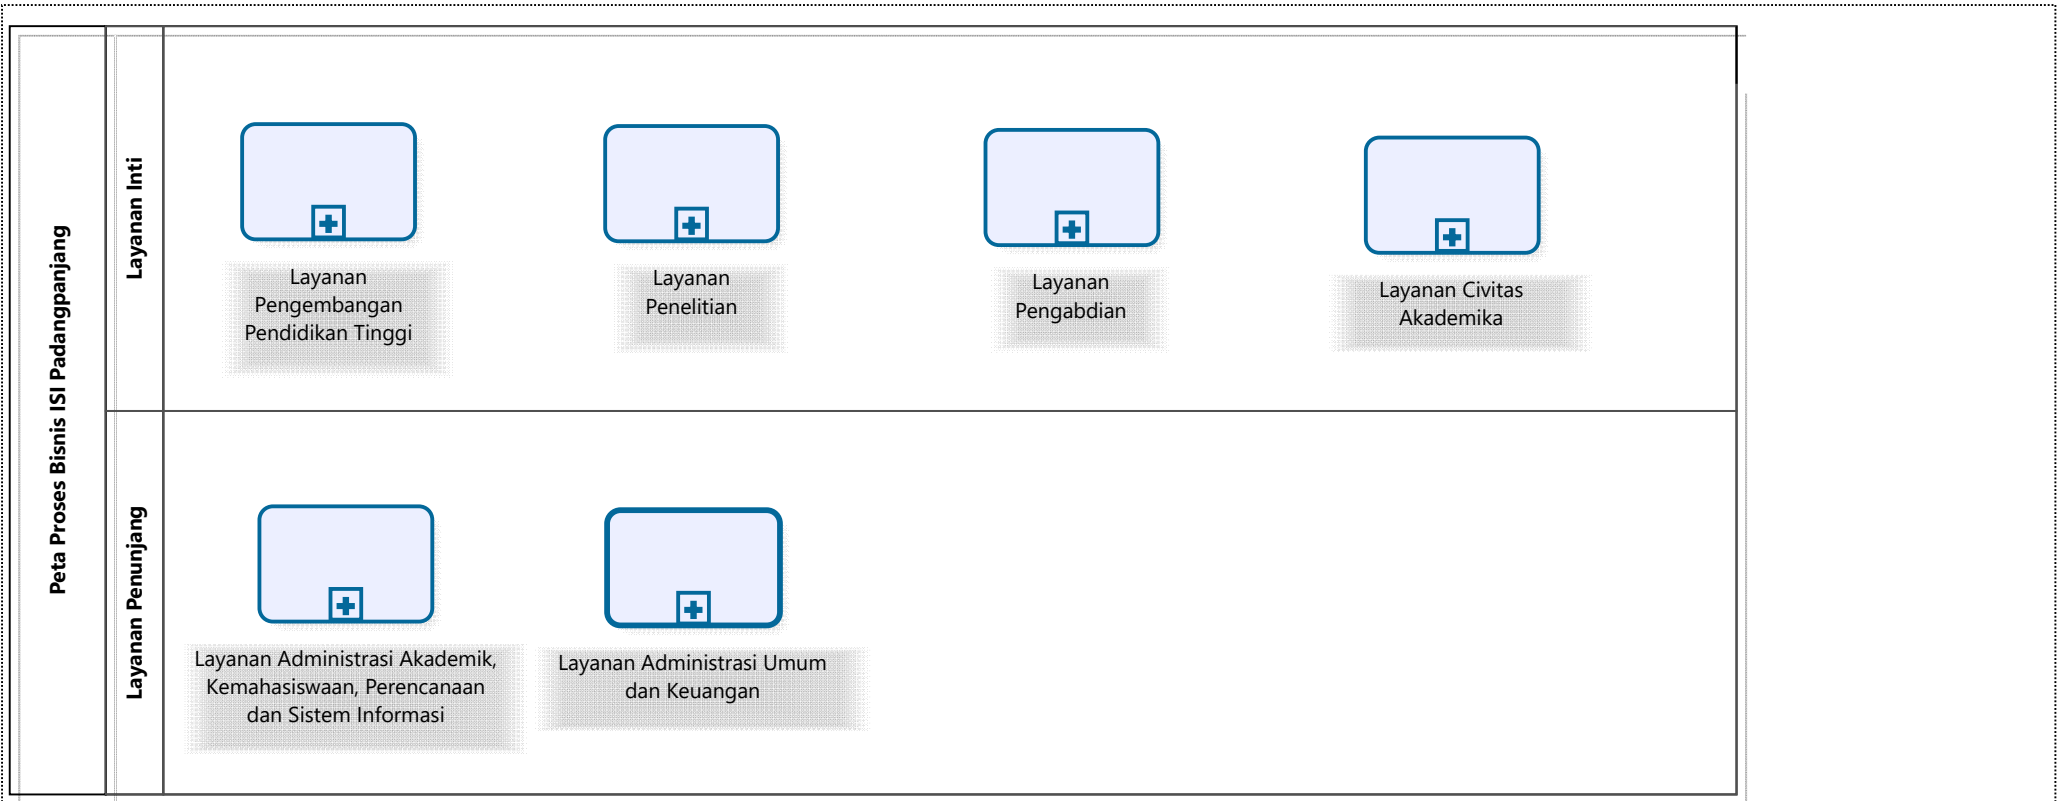 Peta Proses Bisnis ISI Padangpanjang
Layanan Inti
Layanan
Pengembangan
Pendidikan Tinggi
Layanan
Penelitian
Layanan
Pengabdian
Layanan Civitas
Akademika
Layanan Penunjang
Layanan Administrasi Akademik,
Kemahasiswaan, Perencanaan
dan Sistem Informasi
Layanan Administrasi Umum
dan Keuangan